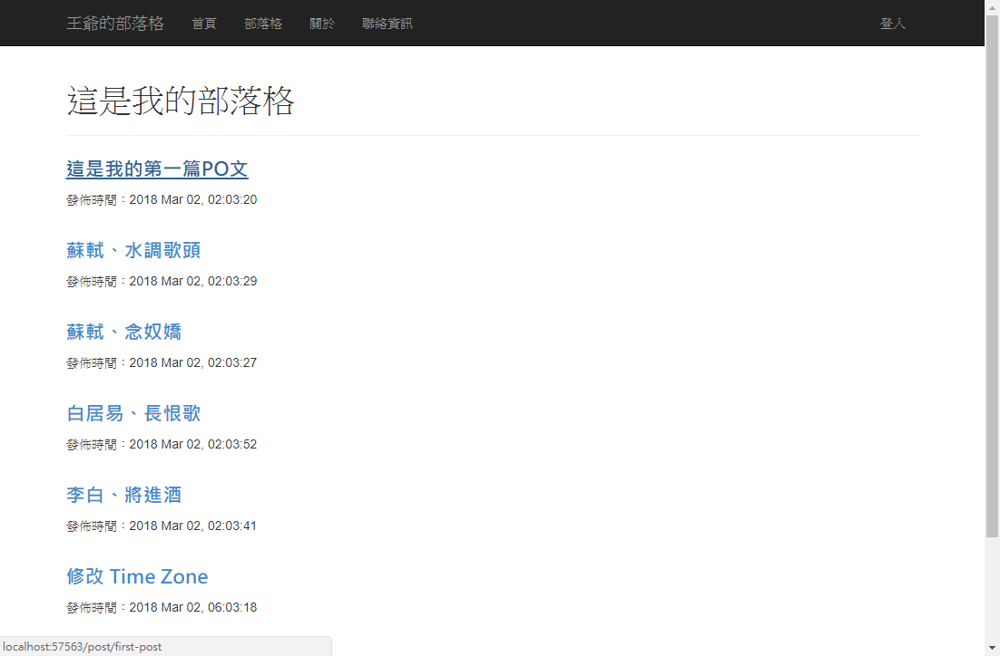 王爺的部落格 首頁 部落格 關於 聯絡資訊 登入
這是我的部落格
這是我的第一篇PO文
發佈時間：2018 Mar 02, 02:03:20
蘇軾、水調歌頭
發佈時間：2018 Mar 02, 02:03:29
蘇軾、念奴嬌
發佈時間：2018 Mar 02, 02:03:27
白居易、長恨歌
發佈時間：2018 Mar 02, 02:03:52
李白、將進酒
發佈時間：2018 Mar 02, 02:03:41
修改 Time Zone
發佈時間：2018 Mar 02, 06:03:18
localhost:57563/post/first-post